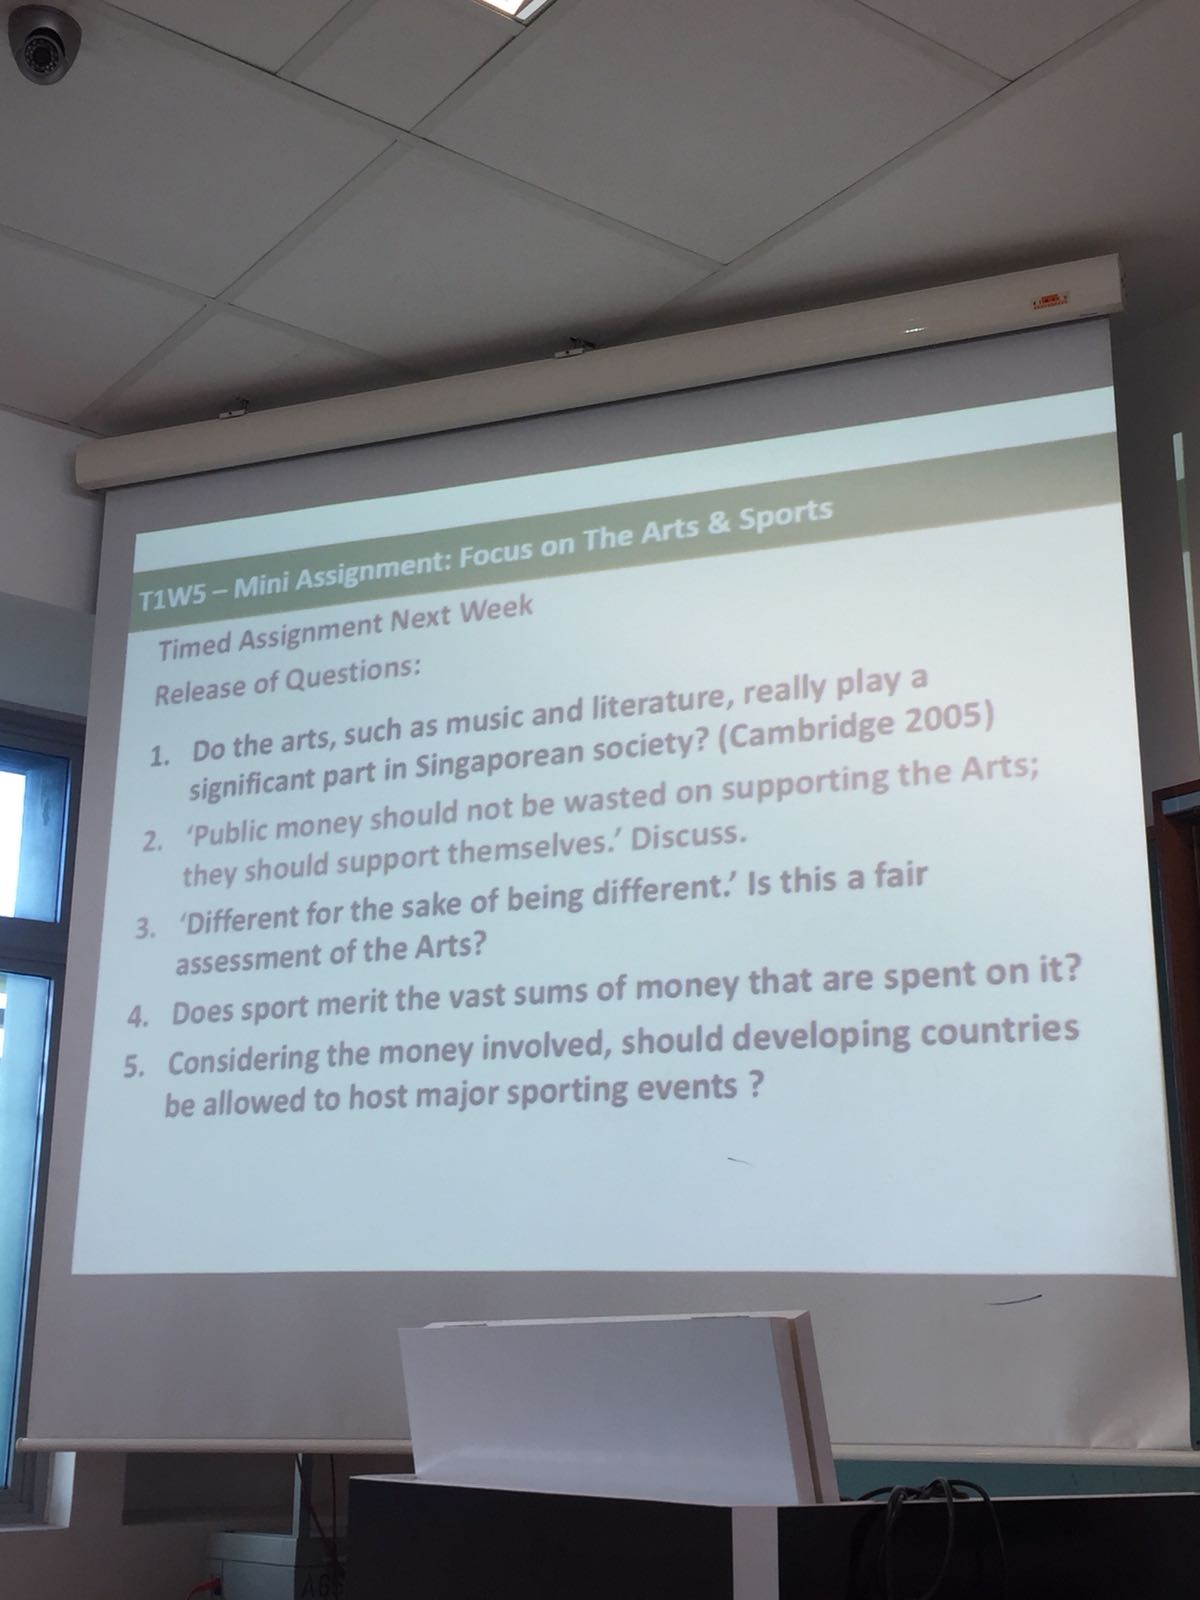 T1W5 – Mini Assignment: Focus on The Arts & Sports
Timed Assignment Next Week
Release of Questions:
1. Do the arts, such as music and literature, really play a
significant part in Singaporean society? (Cambridge 2005)
2. ‘Public money should not be wasted on supporting the Arts;
they should support themselves.’ Discuss.
3. ‘Different for the sake of being different.’ Is this a fair
assessment of the Arts?
4. Does sport merit the vast sums of money that are spent on it?
5. Considering the money involved, should developing countries
be allowed to host major sporting events ?